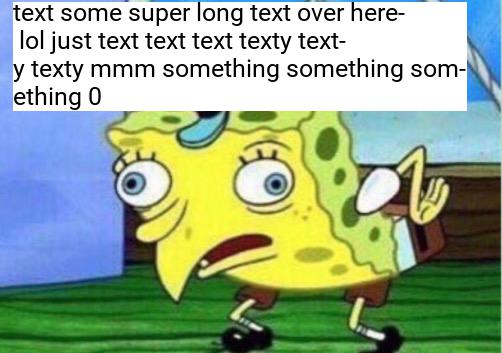 text some super long text over here-
lol just text text text texty text-
y texty mmm something something som-
ething 0